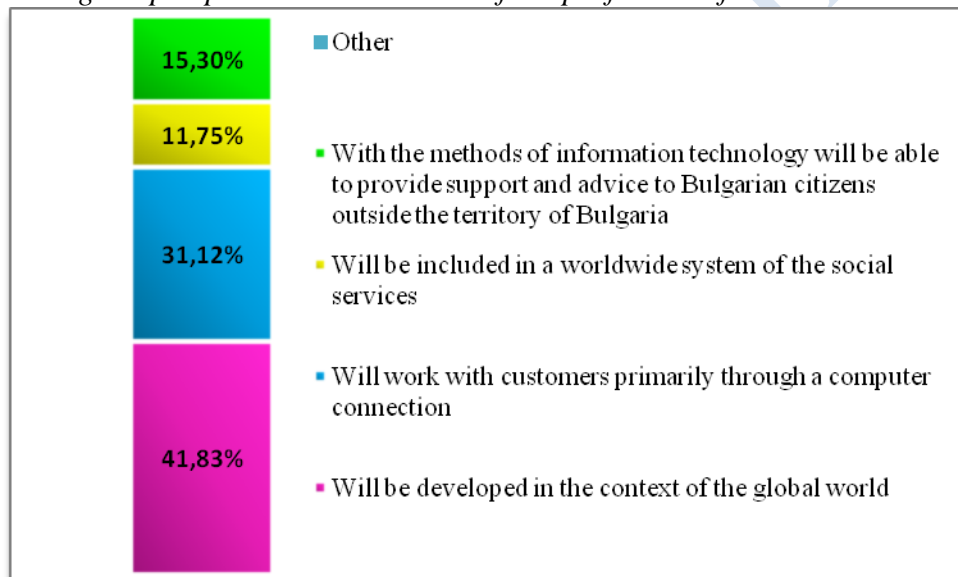 15,30%
11,75%
31,12%
41,83%
Other
With the methods of information technology will be able
to provide support and advice to Bulgarian citizens
outside the territory of Bulgaria
Will be included in a worldwide system of the social
services
Will work with customers primarily through a computer
connection
Will be developed in the context of the global world